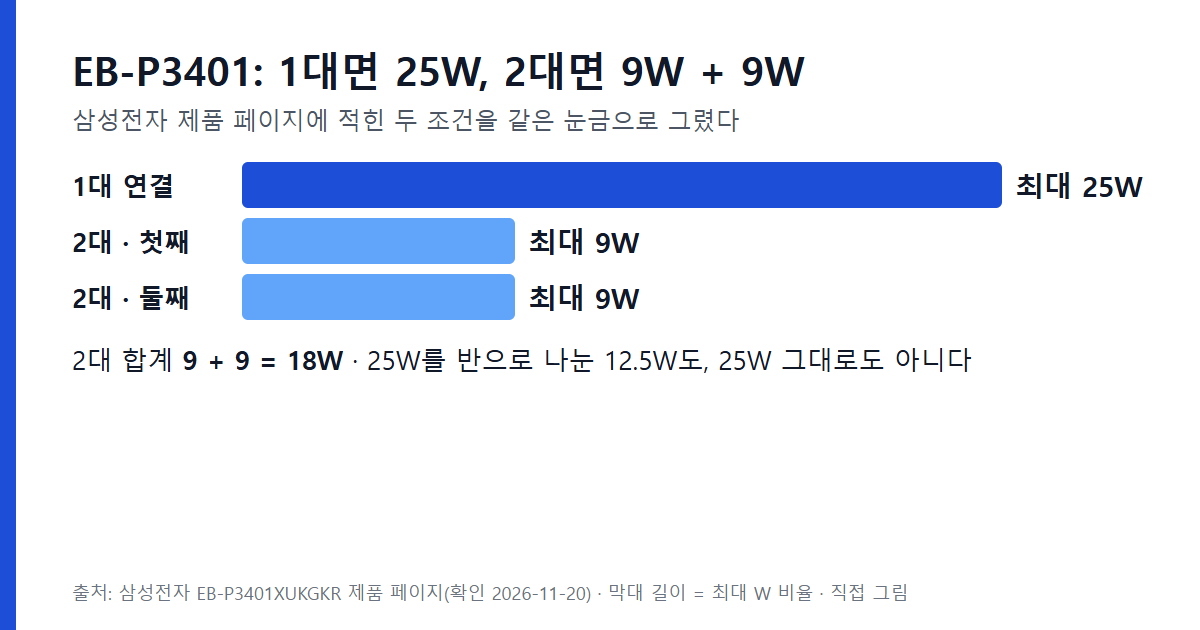 EB-P3401: 1대면 25W, 2대면 9W + 9W
삼성전자 제품 페이지에 적힌 두 조건을 같은 눈금으로 그렸다
1대 연결 최대 25W
2대 · 첫째 최대 9W
2대 · 둘째 최대 9W
2대 합계 9 + 9 = 18W · 25W를 반으로 나눈 12.5W도, 25W 그대로도 아니다
출처: 삼성전자 EB-P3401XUKGKR 제품 페이지(확인 2026-11-20) · 막대 길이 = 최대 W 비율 · 직접 그림